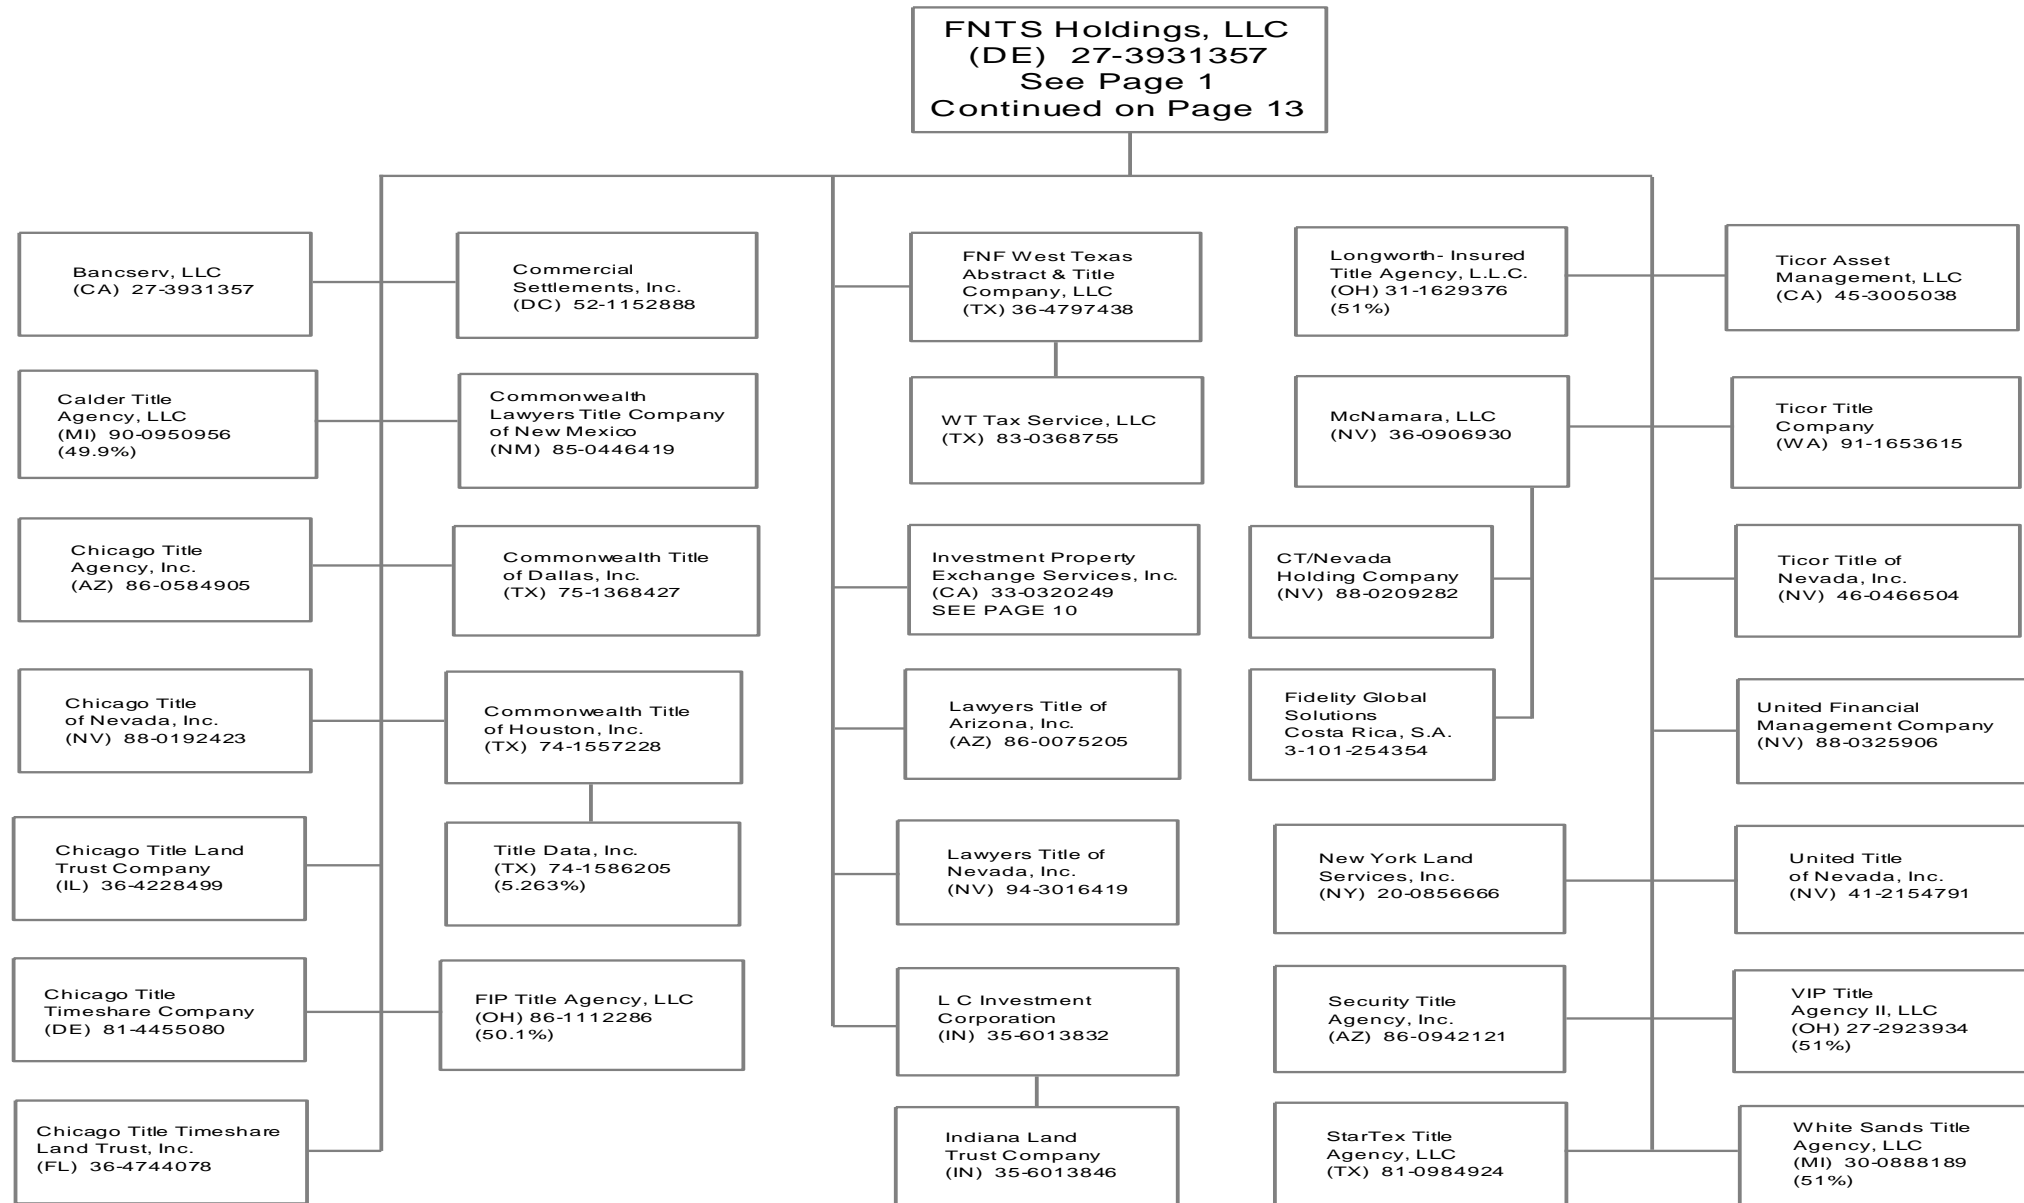 FNTS Holdings, LLC
(DE) 27-3931357
See Page 1
Continued on Page 13
Bancserv, LLC
(CA) 27-3931357
Commercial
Settlements, Inc.
(DC) 52-1152888
FNF West Texas
Abstract & Title
Company, LLC
(TX) 36-4797438
Longworth- Insured
Title Agency, L.L.C.
(OH) 31-1629376
(51%)
Ticor Asset
Management, LLC
(CA) 45-3005038
Calder Title
Agency, LLC
(MI) 90-0950956
(49.9%)
Commonwealth
Lawyers Title Company
of New Mexico
(NM) 85-0446419
WT Tax Service, LLC
(TX) 83-0368755
McNamara, LLC
(NV) 36-0906930
Ticor Title
Company
(WA) 91-1653615
Chicago Title
Agency, Inc.
(AZ) 86-0584905
Commonwealth Title
of Dallas, Inc.
(TX) 75-1368427
Investment Property
Exchange Services, Inc.
(CA) 33-0320249
SEE PAGE 10
CT/Nevada
Holding Company
(NV) 88-0209282
Ticor Title of
Nevada, Inc.
(NV) 46-0466504
Chicago Title
of Nevada, Inc.
(NV) 88-0192423
Commonwealth Title
of Houston, Inc.
(TX) 74-1557228
Lawyers Title of
Arizona, Inc.
(AZ) 86-0075205
Fidelity Global
Solutions
Costa Rica, S.A.
3-101-254354
United Financial
Management Company
(NV) 88-0325906
Chicago Title Land
Trust Company
(IL) 36-4228499
Title Data, Inc.
(TX) 74-1586205
(5.263%)
Lawyers Title of
Nevada, Inc.
(NV) 94-3016419
New York Land
Services, Inc.
(NY) 20-0856666
United Title
of Nevada, Inc.
(NV) 41-2154791
Chicago Title
Timeshare Company
(DE) 81-4455080
FIP Title Agency, LLC
(OH) 86-1112286
(50.1%)
L C Investment
Corporation
(IN) 35-6013832
Security Title
Agency, Inc.
(AZ) 86-0942121
VIP Title
Agency II, LLC
(OH) 27-2923934
(51%)
Chicago Title Timeshare
Land Trust, Inc.
(FL) 36-4744078
Indiana Land
Trust Company
(IN) 35-6013846
StarTex Title
Agency, LLC
(TX) 81-0984924
White Sands Title
Agency, LLC
(MI) 30-0888189
(51%)